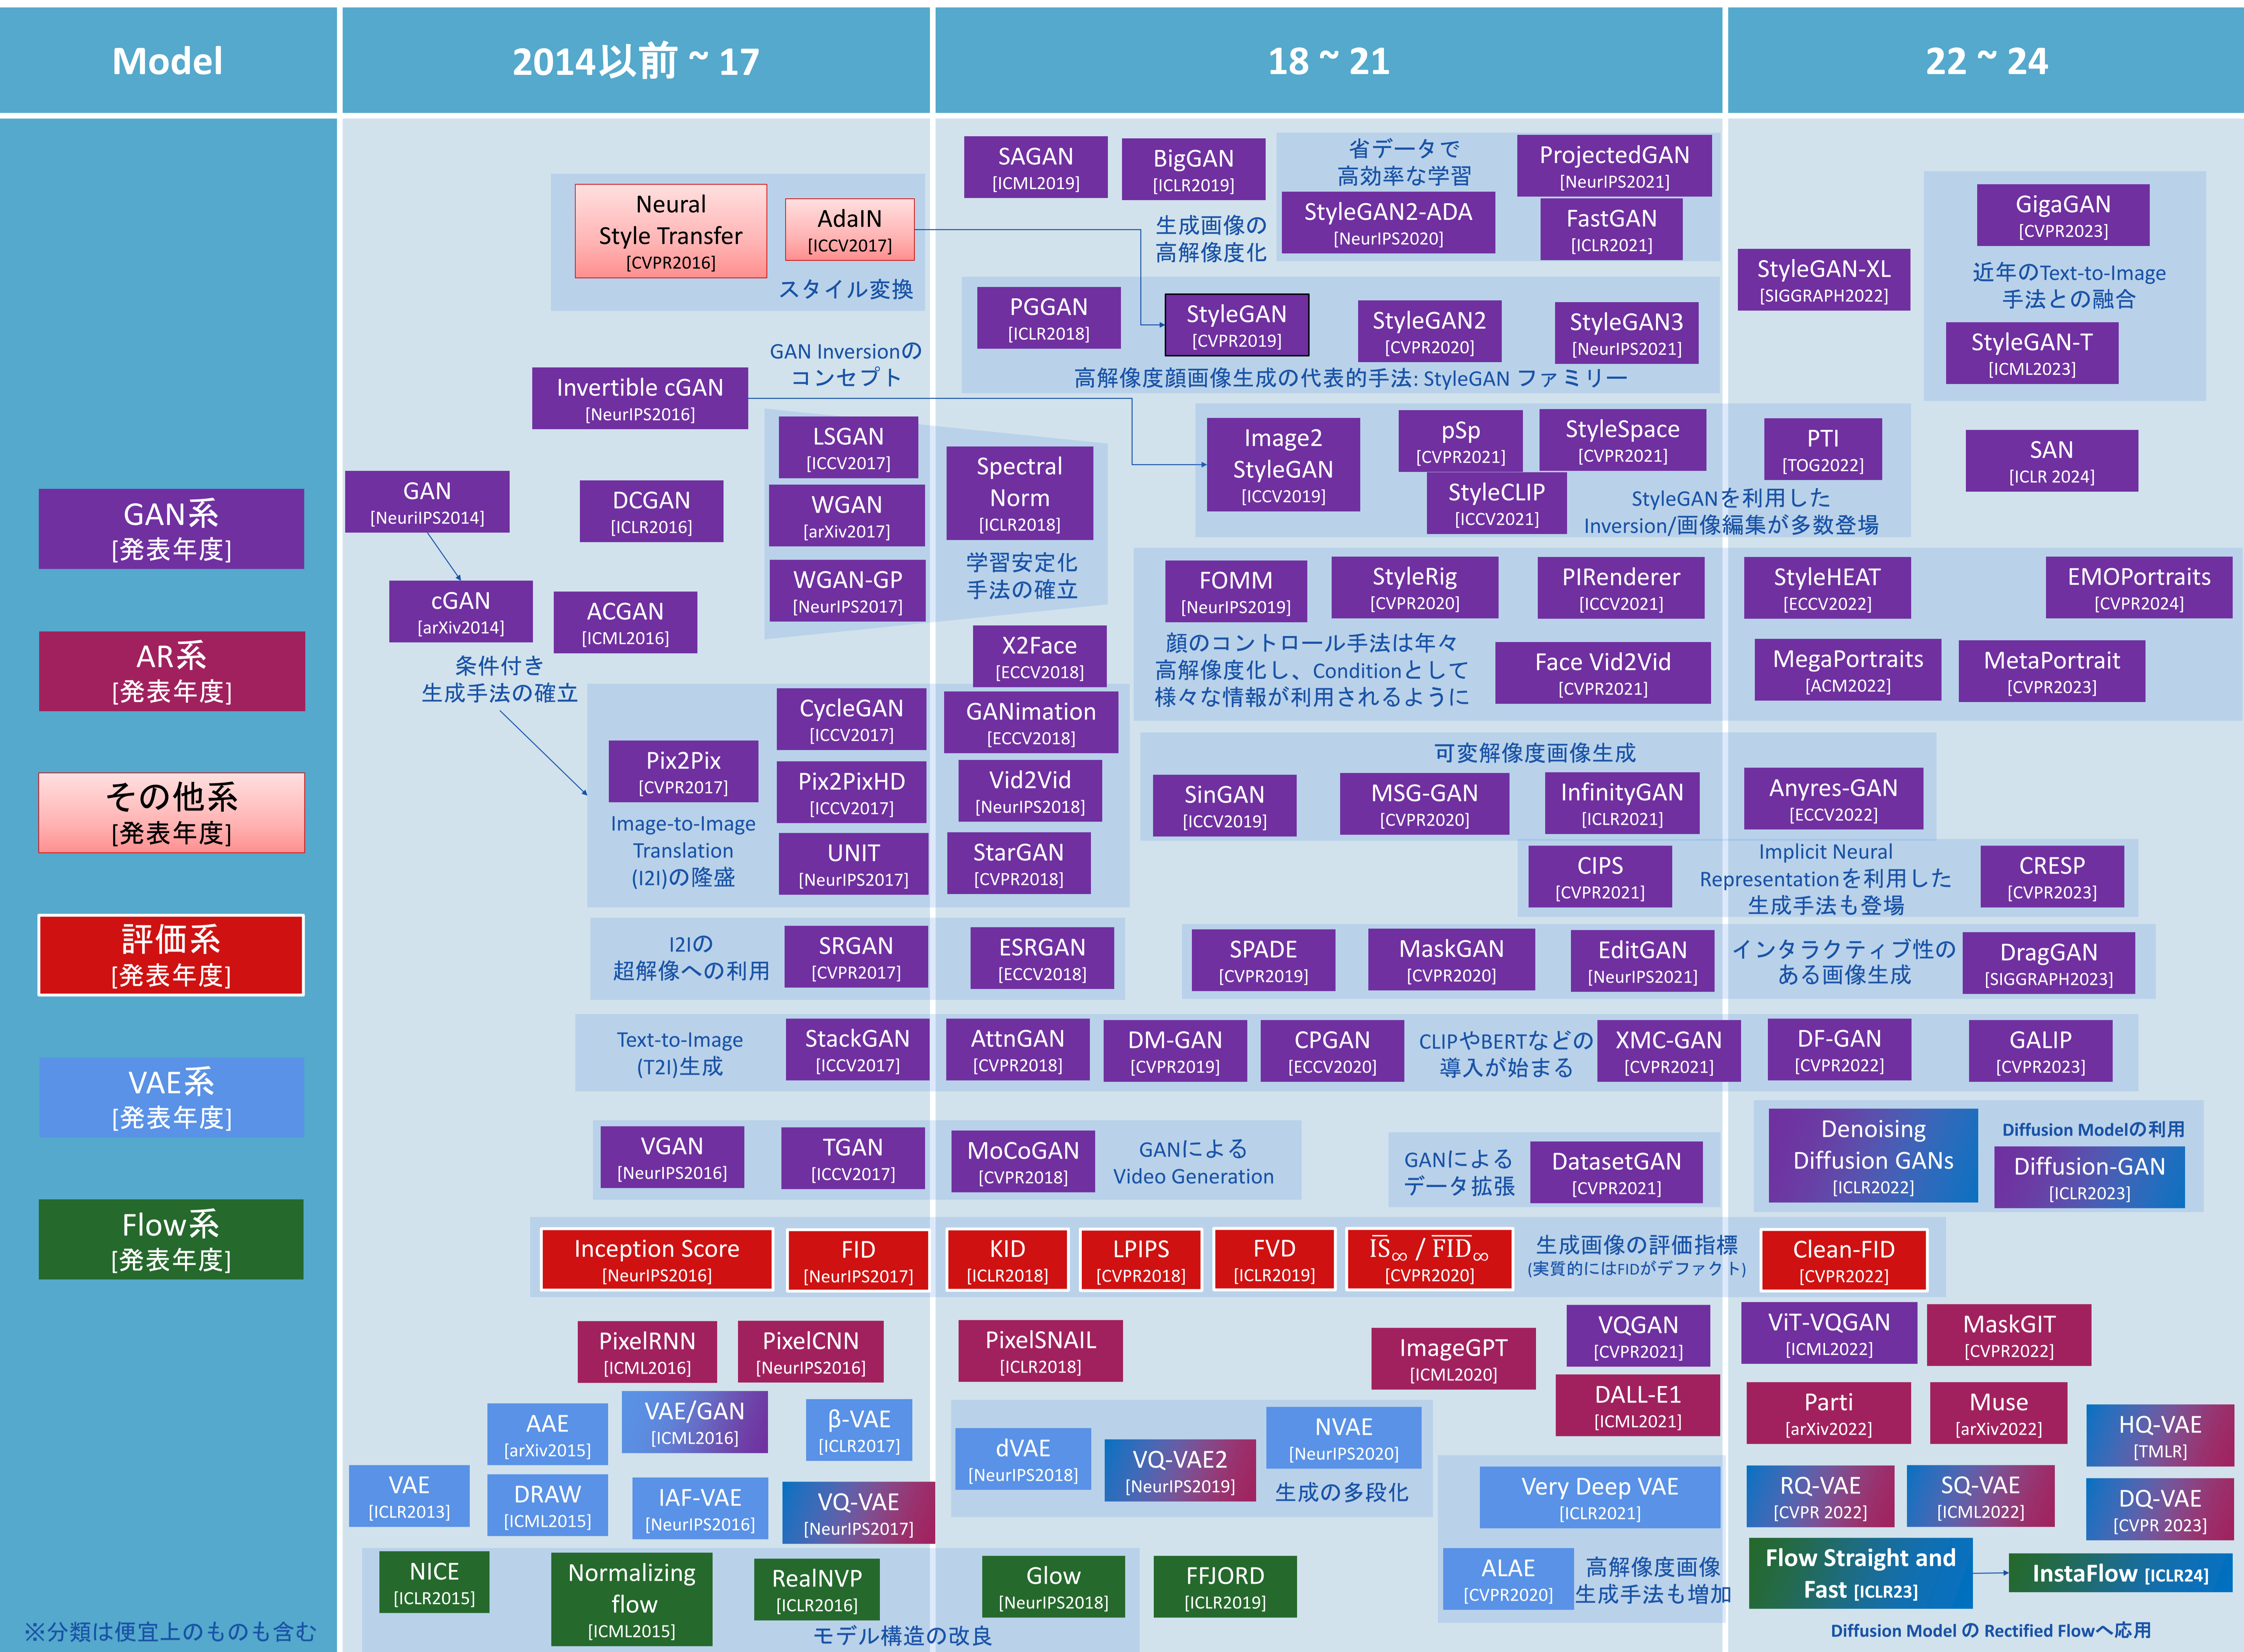 Model
2014以前 ~ 17
18 ~ 21
22 ~ 24
GAN系
[発表年度]
AR系
[発表年度]
その他系
[発表年度]
評価系
[発表年度]
VAE系
[発表年度]
Flow系
[発表年度]
※分類は便宜上のものも含む
Neural
Style Transfer
[CVPR2016]
AdaIN
[ICCV2017]
スタイル変換
SAGAN
[ICML2019]
BigGAN
[ICLR2019]
生成画像の
高解像度化
省データで
高効率な学習
StyleGAN2-ADA
[NeurIPS2020]
ProjectedGAN
[NeurIPS2021]
FastGAN
[ICLR2021]
StyleGAN-XL
[SIGGRAPH2022]
GigaGAN
[CVPR2023]
近年のText-to-Image
手法との融合
StyleGAN-T
[ICML2023]
PGGAN
[ICLR2018]
StyleGAN
[CVPR2019]
StyleGAN2
[CVPR2020]
StyleGAN3
[NeurIPS2021]
高解像度顔画像生成の代表的手法: StyleGAN ファミリー
GAN Inversionの
コンセプト
Invertible cGAN
[NeurIPS2016]
GAN
[NeuriIPS2014]
DCGAN
[ICLR2016]
cGAN
[arXiv2014]
ACGAN
[ICML2016]
LSGAN
[ICCV2017]
WGAN
[arXiv2017]
WGAN-GP
[NeurIPS2017]
Spectral
Norm
[ICLR2018]
学習安定化
手法の確立
Image2
StyleGAN
[ICCV2019]
pSp
[CVPR2021]
StyleSpace
[CVPR2021]
StyleCLIP
[ICCV2021]
PTI
[TOG2022]
StyleGANを利用した
Inversion/画像編集が多数登場
SAN
[ICLR 2024]
条件付き
生成手法の確立
X2Face
[ECCV2018]
FOMM
[NeurIPS2019]
StyleRig
[CVPR2020]
PIRenderer
[ICCV2021]
StyleHEAT
[ECCV2022]
EMOPortraits
[CVPR2024]
顔のコントロール手法は年々
高解像度化し、Conditionとして
様々な情報が利用されるように
Face Vid2Vid
[CVPR2021]
MegaPortraits
[ACM2022]
MetaPortrait
[CVPR2023]
Pix2Pix
[CVPR2017]
Image-to-Image
Translation
(I2I)の隆盛
CycleGAN
[ICCV2017]
Pix2PixHD
[ICCV2017]
UNIT
[NeurIPS2017]
GANimation
[ECCV2018]
Vid2Vid
[NeurIPS2018]
StarGAN
[CVPR2018]
可変解像度画像生成
SinGAN
[ICCV2019]
MSG-GAN
[CVPR2020]
InfinityGAN
[ICLR2021]
Anyres-GAN
[ECCV2022]
CIPS
[CVPR2021]
Implicit Neural
Representationを利用した
生成手法も登場
CRESP
[CVPR2023]
I2Iの
超解像への利用
SRGAN
[CVPR2017]
ESRGAN
[ECCV2018]
SPADE
[CVPR2019]
MaskGAN
[CVPR2020]
EditGAN
[NeurIPS2021]
インタラクティブ性の
ある画像生成
DragGAN
[SIGGRAPH2023]
Text-to-Image
(T2I)生成
StackGAN
[ICCV2017]
AttnGAN
[CVPR2018]
DM-GAN
[CVPR2019]
CPGAN
[ECCV2020]
CLIPやBERTなどの
導入が始まる
XMC-GAN
[CVPR2021]
DF-GAN
[CVPR2022]
GALIP
[CVPR2023]
VGAN
[NeurIPS2016]
TGAN
[ICCV2017]
MoCoGAN
[CVPR2018]
GANによる
Video Generation
GANによる
データ拡張
DatasetGAN
[CVPR2021]
Denoising
Diffusion GANs
[ICLR2022]
Diffusion Modelの利用
Diffusion-GAN
[ICLR2023]
Inception Score
[NeurIPS2016]
FID
[NeurIPS2017]
KID
[ICLR2018]
LPIPS
[CVPR2018]
FVD
[ICLR2019]
I̅S̅∞ / F̅I̅D̅∞
[CVPR2020]
生成画像の評価指標
(実質的にはFIDがデファクト)
Clean-FID
[CVPR2022]
PixelRNN
[ICML2016]
PixelCNN
[NeurIPS2016]
PixelSNAIL
[ICLR2018]
ImageGPT
[ICML2020]
VQGAN
[CVPR2021]
DALL-E1
[ICML2021]
ViT-VQGAN
[ICML2022]
MaskGIT
[CVPR2022]
Parti
[arXiv2022]
Muse
[arXiv2022]
HQ-VAE
[TMLR]
AAE
[arXiv2015]
VAE/GAN
[ICML2016]
β-VAE
[ICLR2017]
VAE
[ICLR2013]
DRAW
[ICML2015]
IAF-VAE
[NeurIPS2016]
VQ-VAE
[NeurIPS2017]
dVAE
[NeurIPS2018]
VQ-VAE2
[NeurIPS2019]
NVAE
[NeurIPS2020]
生成の多段化
Very Deep VAE
[ICLR2021]
ALAE
[CVPR2020]
高解像度画像
生成手法も増加
RQ-VAE
[CVPR 2022]
SQ-VAE
[ICML2022]
DQ-VAE
[CVPR 2023]
NICE
[ICLR2015]
Normalizing
flow
[ICML2015]
RealNVP
[ICLR2016]
Glow
[NeurIPS2018]
FFJORD
[ICLR2019]
モデル構造の改良
Flow Straight and
Fast [ICLR23]
InstaFlow [ICLR24]
Diffusion Model の Rectified Flowへ応用